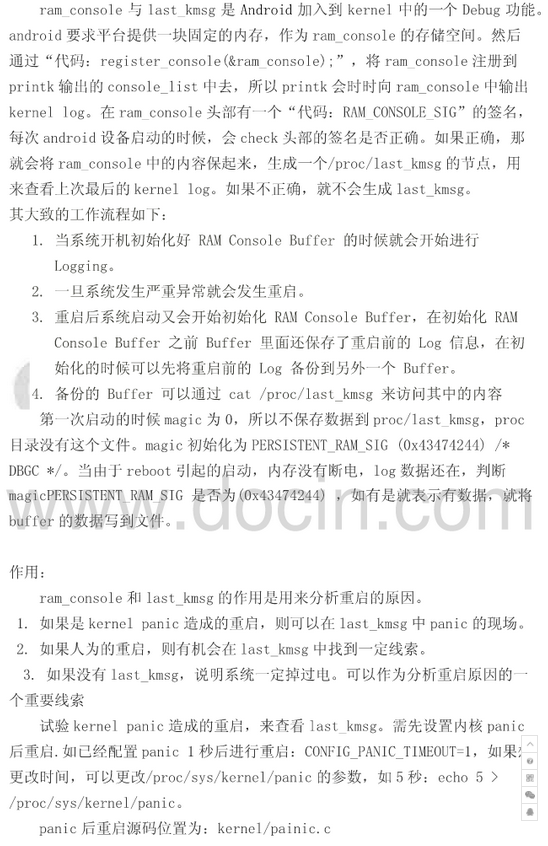 ram_console 与 last_kmsg 是 Android 加入到 kernel 中的一个 Debug 功能。
android 要求平台提供一块固定的内存，作为 ram_console 的存储空间。然后
通过“代码：register_console(&ram_console);”，将 ram_console 注册到
printk 输出的 console_list 中去，所以 printk 会时时向 ram_console 中输出
kernel log。在 ram_console 头部有一个“代码：RAM_CONSOLE_SIG”的签名，
每次 android 设备启动的时候，会 check 头部的签名是否正确。如果正确，那
就会将 ram_console 中的内容保起来，生成一个/proc/last_kmsg 的节点，用
来查看上次最后的 kernel log。如果不正确，就不会生成 last_kmsg。
其大致的工作流程如下：
1. 当系统开机初始化好 RAM Console Buffer 的时候就会开始进行
Logging。
2. 一旦系统发生严重异常就会发生重启。
3. 重启后系统启动又会开始初始化 RAM Console Buffer，在初始化 RAM
Console Buffer 之前 Buffer 里面还保存了重启前的 Log 信息，在初
始化的时候可以先将重启前的 Log 备份到另外一个 Buffer。
4. 备份的 Buffer 可以通过 cat /proc/last_kmsg 来访问其中的内容
第一次启动的时候 magic 为 0，所以不保存数据到 proc/last_kmsg，proc
目录没有这个文件。magic 初始化为 PERSISTENT_RAM_SIG (0x43474244) /*
DBGC */。当由于 reboot 引起的启动，内存没有断电，log 数据还在，判断
magicPERSISTENT_RAM_SIG 是否为(0x43474244) ，如有是就表示有数据，就将
buffer 的数据写到文件。
www.docin.com
作用：
ram_console 和 last_kmsg 的作用是用来分析重启的原因。
1. 如果是 kernel panic 造成的重启，则可以在 last_kmsg 中 panic 的现场。
2. 如果人为的重启，则有机会在 last_kmsg 中找到一定线索。
3. 如果没有 last_kmsg，说明系统一定掉过电。可以作为分析重启原因的一
个重要线索
试验 kernel panic 造成的重启，来查看 last_kmsg。需先设置内核 panic
后重启.如已经配置 panic 1 秒后进行重启：CONFIG_PANIC_TIMEOUT=1，如果
更改时间，可以更改/proc/sys/kernel/panic 的参数，如 5 秒：echo 5 >
/proc/sys/kernel/panic。
panic 后重启源码位置为：kernel/painic.c